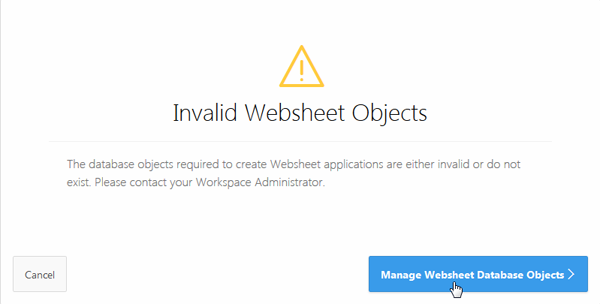 Invalid Websheet Objects
The database objects required to create Websheet applications are either invalid or do not
exist. Please contact your Workspace Administrator.
Cancel
Manage Websheet Database Objects